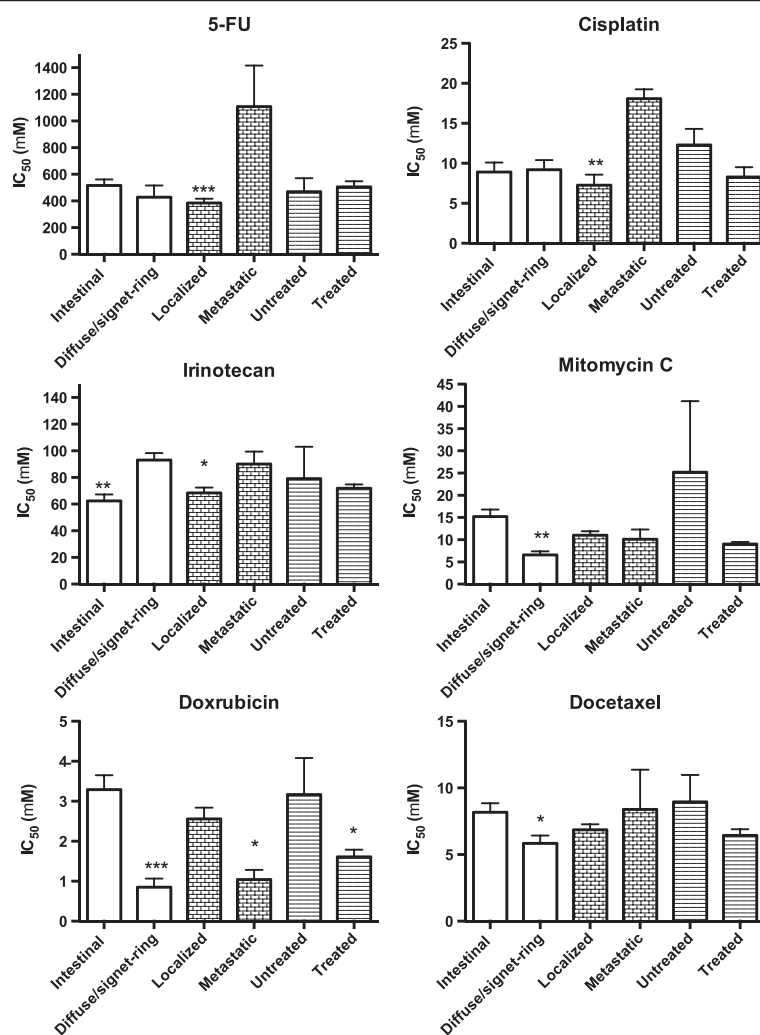 5-FU
IC50 (mM)
1400
1200
1000
800
600
400
200
0
***
Intestinal
Diffuse/signet-ring
Localized
Metastatic
Untreated
Treated
Cisplatin
IC50 (mM)
25
20
15
10
5
0
**
Intestinal
Diffuse/signet-ring
Localized
Metastatic
Untreated
Treated
Irinotecan
IC50 (mM)
140
120
100
80
60
40
20
0
**
*
Intestinal
Diffuse/signet-ring
Localized
Metastatic
Untreated
Treated
Mitomycin C
IC50 (mM)
45
40
35
30
25
20
15
10
5
0
**
Intestinal
Diffuse/signet-ring
Localized
Metastatic
Untreated
Treated
Doxrubicin
IC50 (mM)
5
4
3
2
1
0
***
*
*
Intestinal
Diffuse/signet-ring
Localized
Metastatic
Untreated
Treated
Docetaxel
IC50 (mM)
15
10
5
0
*
Intestinal
Diffuse/signet-ring
Localized
Metastatic
Untreated
Treated